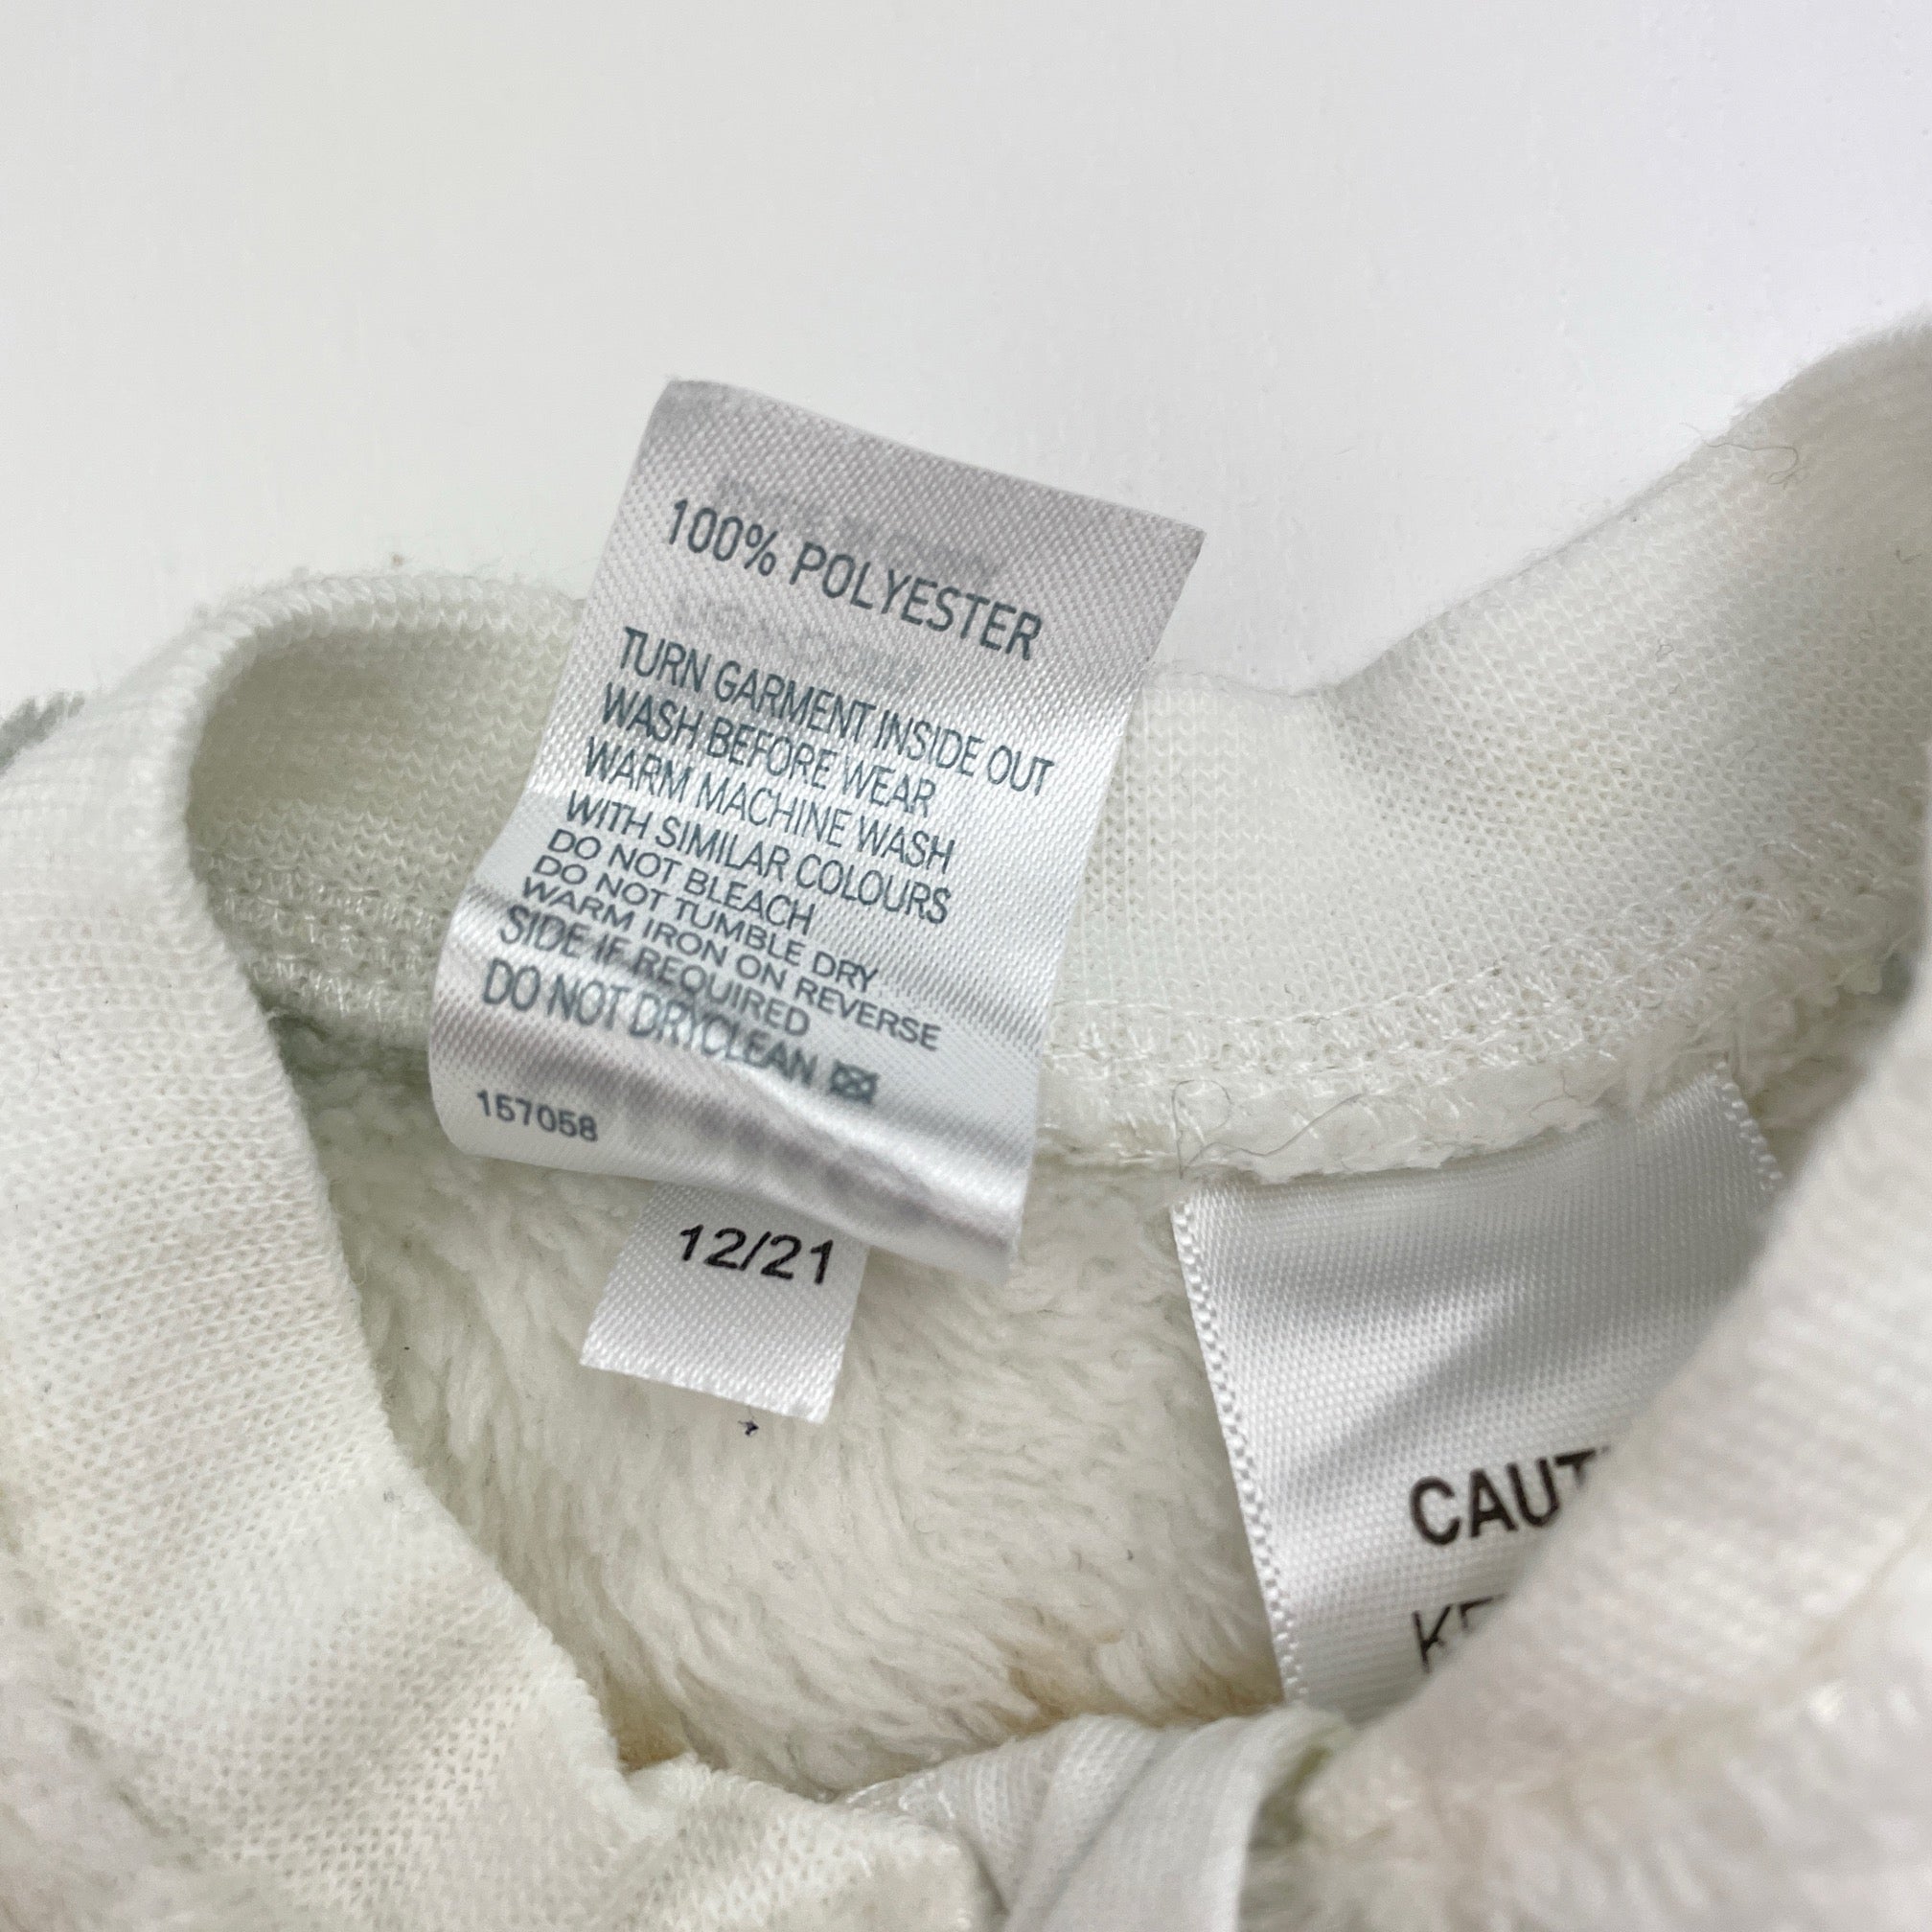 100% POLYESTER
TURN GARMENT INSIDE OUT
WASH BEFORE WEAR
WARM MACHINE WASH
WITH SIMILAR COLOURS
DO NOT BLEACH
DO NOT TUMBLE DRY
WARM IRON ON REVERSE
SIDE IF REQUIRED
DO NOT DRYCLEAN
157058
12/21